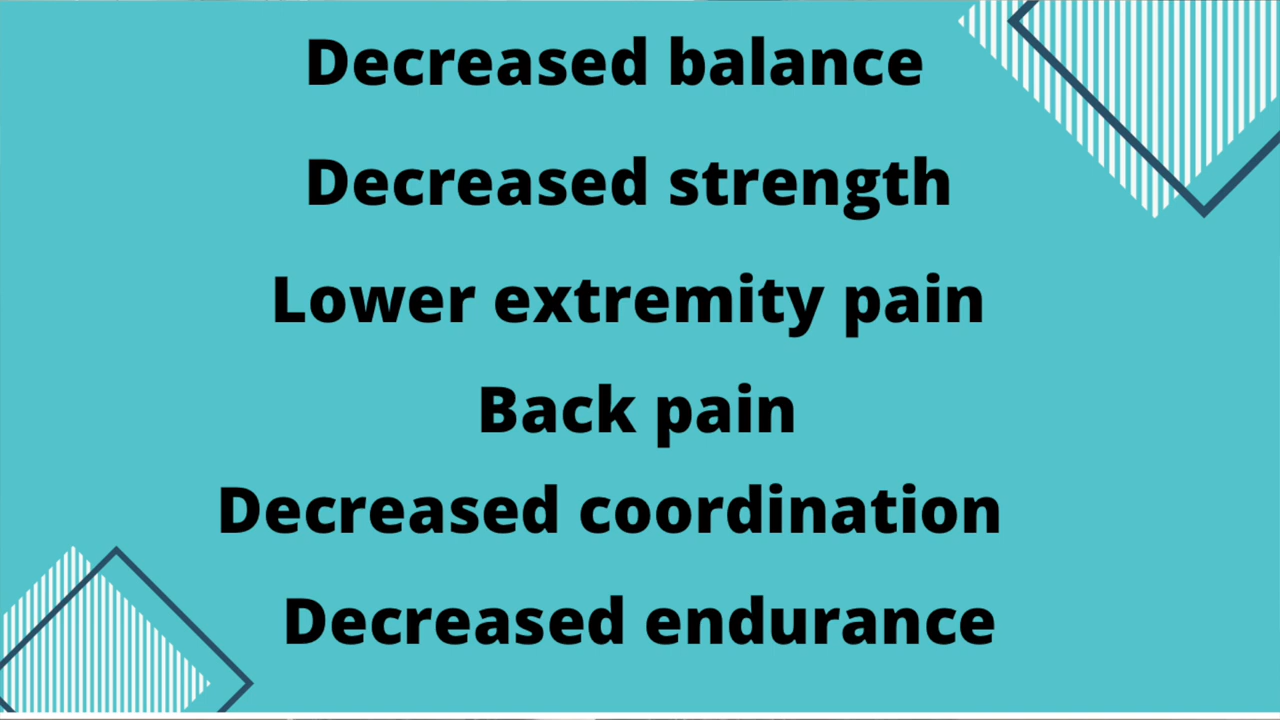 Decreased balance
Decreased strength
Lower extremity pain
Back pain
Decreased coordination
Decreased endurance